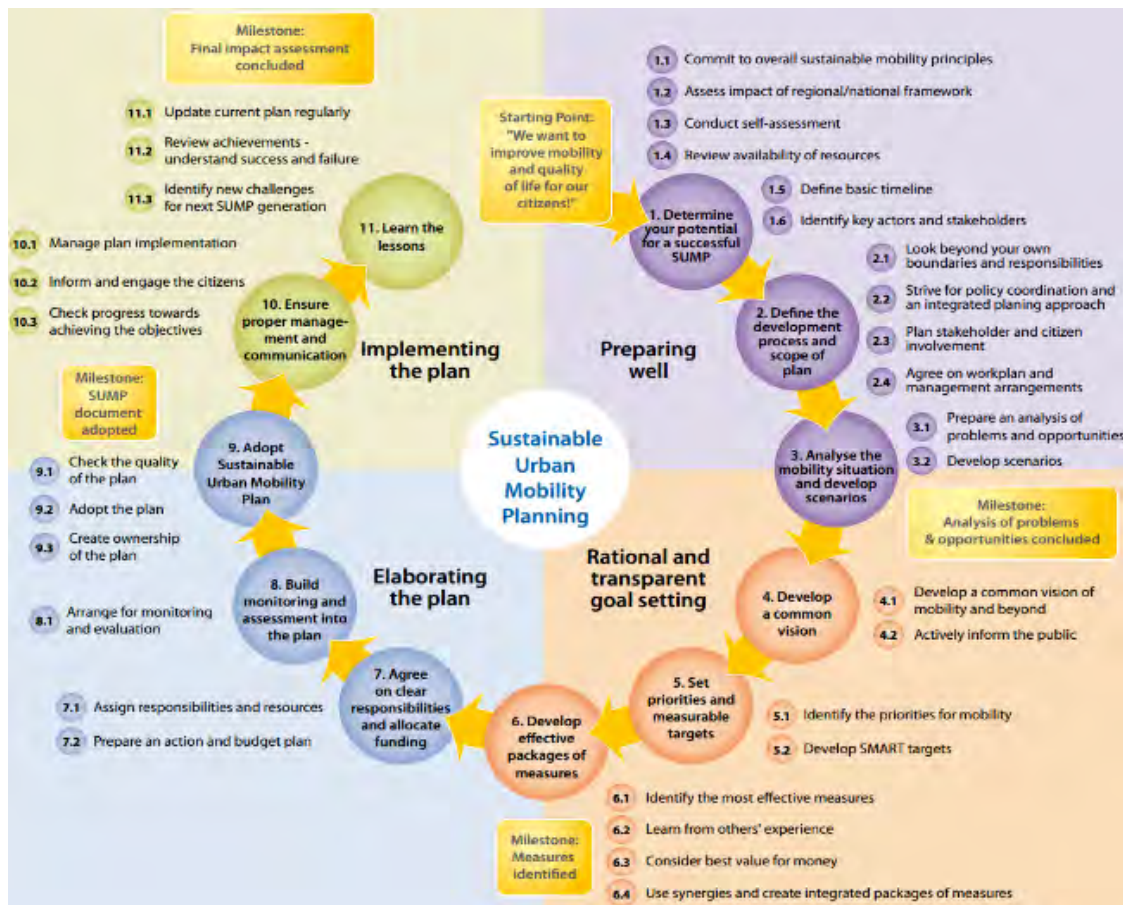 Milestone:
Final impact assessment
concluded
11.1 Update current plan regularly
11.2 Review achievements -
understand success and failure
11.3 Identify new challenges
for next SUMP generation
11. Learn the
lessons
10.1 Manage plan implementation
10.2 Inform and engage the citizens
10.3 Check progress towards
achieving the objectives
10. Ensure
proper manage-
ment and
communication
Implementing
the plan
Starting Point:
"We want to
improve mobility
and quality
of life for our
citizens!"
1.1 Commit to overall sustainable mobility principles
1.2 Assess impact of regional/national framework
1.3 Conduct self-assessment
1.4 Review availability of resources
1.5 Define basic timeline
1.6 Identify key actors and stakeholders
1. Determine
your potential
for a successful
SUMP
2.1 Look beyond your own
boundaries and responsibilities
2.2 Strive for policy coordination and
an integrated planing approach
2.3 Plan stakeholder and citizen
involvement
2.4 Agree on workplan and
management arrangements
2. Define the
development
process and
scope of
plan
Preparing
well
3.1 Prepare an analysis of
problems and opportunities
3.2 Develop scenarios
3. Analyse the
mobility situation
and develop
scenarios
Milestone:
Analysis of problems
& opportunities concluded
Sustainable
Urban
Mobility
Planning
Rational and
transparent
goal setting
4. Develop
a common
vision
4.1 Develop a common vision of
mobility and beyond
4.2 Actively inform the public
5. Set
priorities and
measurable
targets
5.1 Identify the priorities for mobility
5.2 Develop SMART targets
6. Develop
effective
packages of
measures
6.1 Identify the most effective measures
6.2 Learn from others' experience
6.3 Consider best value for money
6.4 Use synergies and create integrated packages of measures
Milestone:
Measures
identified
Elaborating
the plan
7. Agree
on clear
responsibilities
and allocate
funding
7.1 Assign responsibilities and resources
7.2 Prepare an action and budget plan
8. Build
monitoring and
assessment into
the plan
8.1 Arrange for monitoring
and evaluation
9. Adopt
Sustainable
Urban Mobility
Plan
9.1 Check the quality
of the plan
9.2 Adopt the plan
9.3 Create ownership
of the plan
Milestone:
SUMP
document
adopted